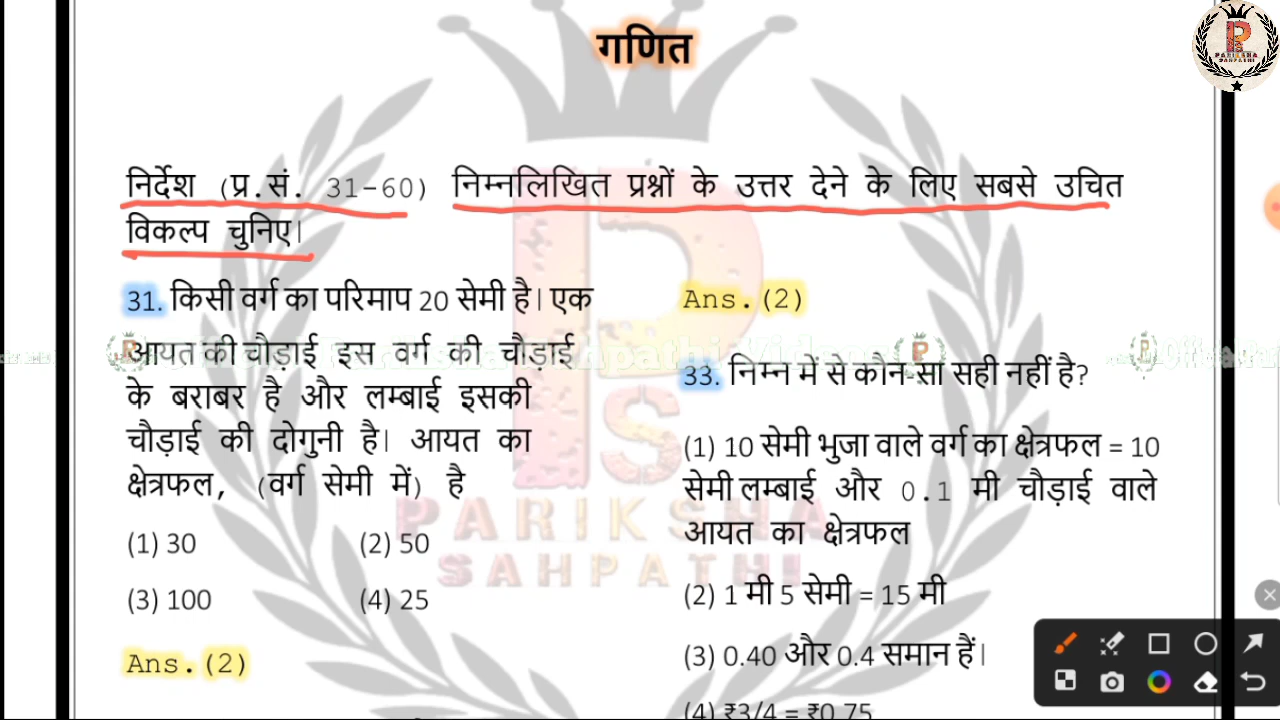 गणित
निर्देश (प्र.सं. 31-60) निम्नलिखित प्रश्नों के उत्तर देने के लिए सबसे उचित
विकल्प चुनिए।
31. किसी वर्ग का परिमाप 20 सेमी है। एक
आयत की चौड़ाई इस वर्ग की चौड़ाई
के बराबर है और लम्बाई इसकी
चौड़ाई की दोगुनी है। आयत का
क्षेत्रफल, (वर्ग सेमी में) है
(1) 30 (2) 50
(3) 100 (4) 25
Ans.(2)
Ans.(2)
33. निम्न में से कौन-सा सही नहीं है?
(1) 10 सेमी भुजा वाले वर्ग का क्षेत्रफल = 10
सेमी लम्बाई और 0.1 मी चौड़ाई वाले
आयत का क्षेत्रफल
(2) 1 मी 5 सेमी = 15 मी
(3) 0.40 और 0.4 समान हैं।
(4) ₹3/4 = ₹0.75
PARIKSHA
SAHPATHI
PARIKSHA
SAHPATHI